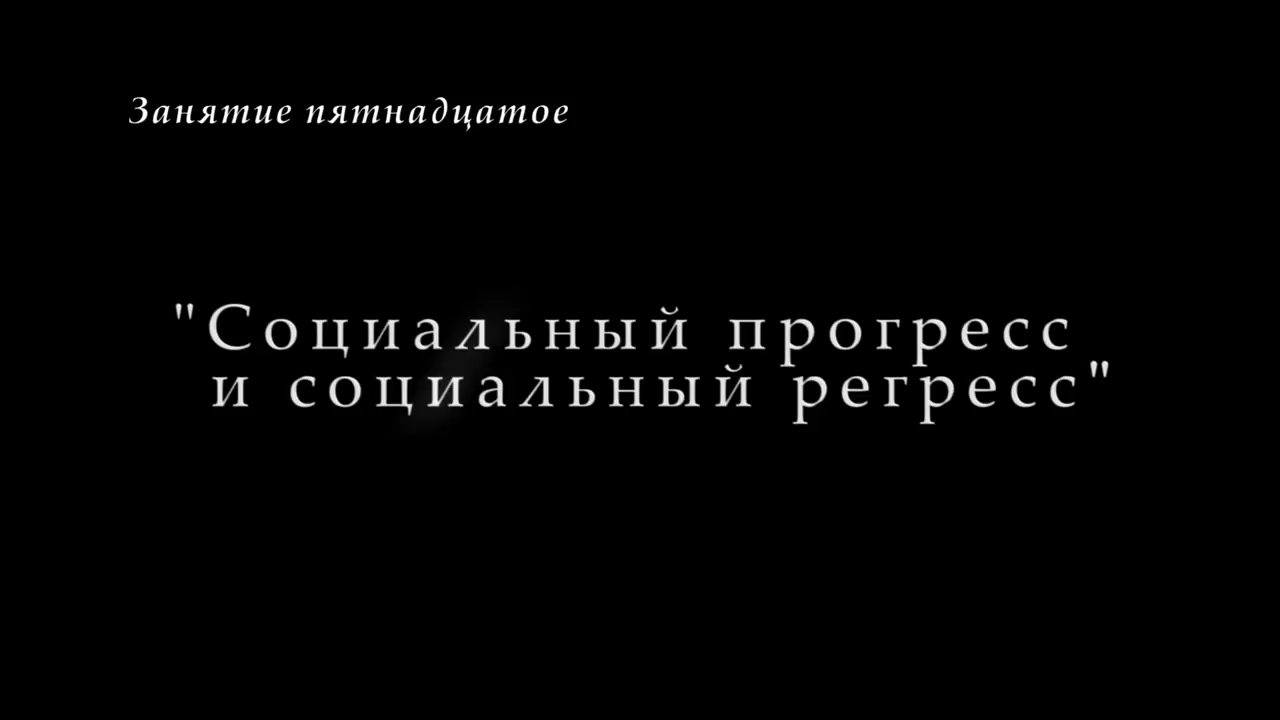 Занятие пятнадцатое
"Социальный прогресс
и социальный регресс"